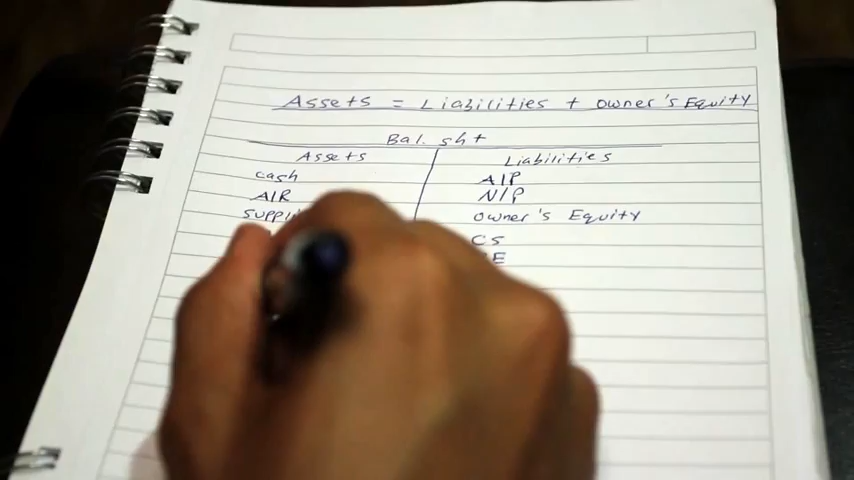 Assets = Liabilities + Owner's Equity
Bal. sht
Assets
Liabilities
Cash
A/P
A/R
N/P
Owner's Equity
CS